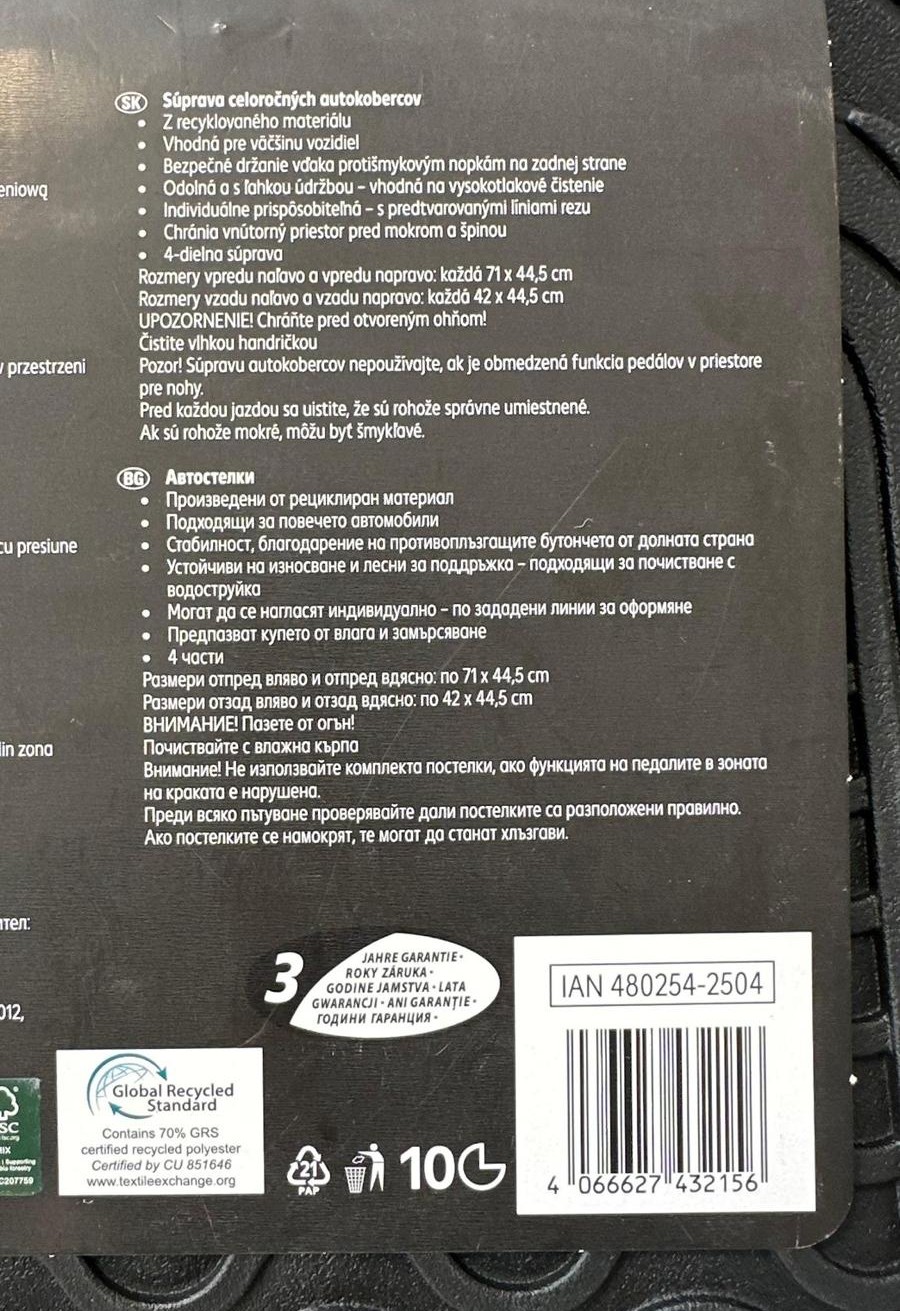 eniową
v przestrzeni
cu presiune
lin zona
ител:
012,
SK Súprava celoročných autokobercov
• Z recyklovaného materiálu
• Vhodná pre väčšinu vozidiel
• Bezpečné držanie vďaka protišmykovým nopkám na zadnej strane
• Odolná a s ľahkou údržbou – vhodná na vysokotlakové čistenie
• Individuálne prispôsobiteľná – s predtvarovanými líniami rezu
• Chránia vnútorný priestor pred mokrom a špinou
• 4-dielna súprava
Rozmery vpredu naľavo a vpredu napravo: každá 71 x 44,5 cm
Rozmery vzadu naľavo a vzadu napravo: každá 42 x 44,5 cm
UPOZORNENIE! Chráňte pred otvoreným ohňom!
Čistite vlhkou handričkou
Pozor! Súpravu autokobercov nepoužívajte, ak je obmedzená funkcia pedálov v priestore
pre nohy.
Pred každou jazdou sa uistite, že sú rohože správne umiestnené.
Ak sú rohože mokré, môžu byť šmykľavé.
BG Автостелки
• Произведени от рециклиран материал
• Подходящи за повечето автомобили
• Стабилност, благодарение на противоплъзгащите бутончета от долната страна
• Устойчиви на износване и лесни за поддръжка – подходящи за почистване с
водоструйка
• Могат да се нагласят индивидуално – по зададени линии за оформяне
• Предпазват купето от влага и замърсяване
• 4 части
Размери отпред вляво и отпред вдясно: по 71 x 44,5 cm
Размери отзад вляво и отзад вдясно: по 42 x 44,5 cm
ВНИМАНИЕ! Пазете от огън!
Почиствайте с влажна кърпа
Внимание! Не използвайте комплекта постелки, ако функцията на педалите в зоната
на краката е нарушена.
Преди всяко пътуване проверявайте дали постелките са разположени правилно.
Ако постелките се намокрят, те могат да станат хлъзгави.
3
JAHRE GARANTIE •
ROKY ZÁRUKA •
GODINE JAMSTVA • LATA
GWARANCJI • ANI GARANȚIE •
ГОДИНИ ГАРАНЦИЯ •
IAN 480254-2504
4 066627 432156
SC
IX
Supporting
C207759
Global Recycled
Standard
Contains 70% GRS
certified recycled polyester
Certified by CU 851646
www.textileexchange.org
21
PAP
10